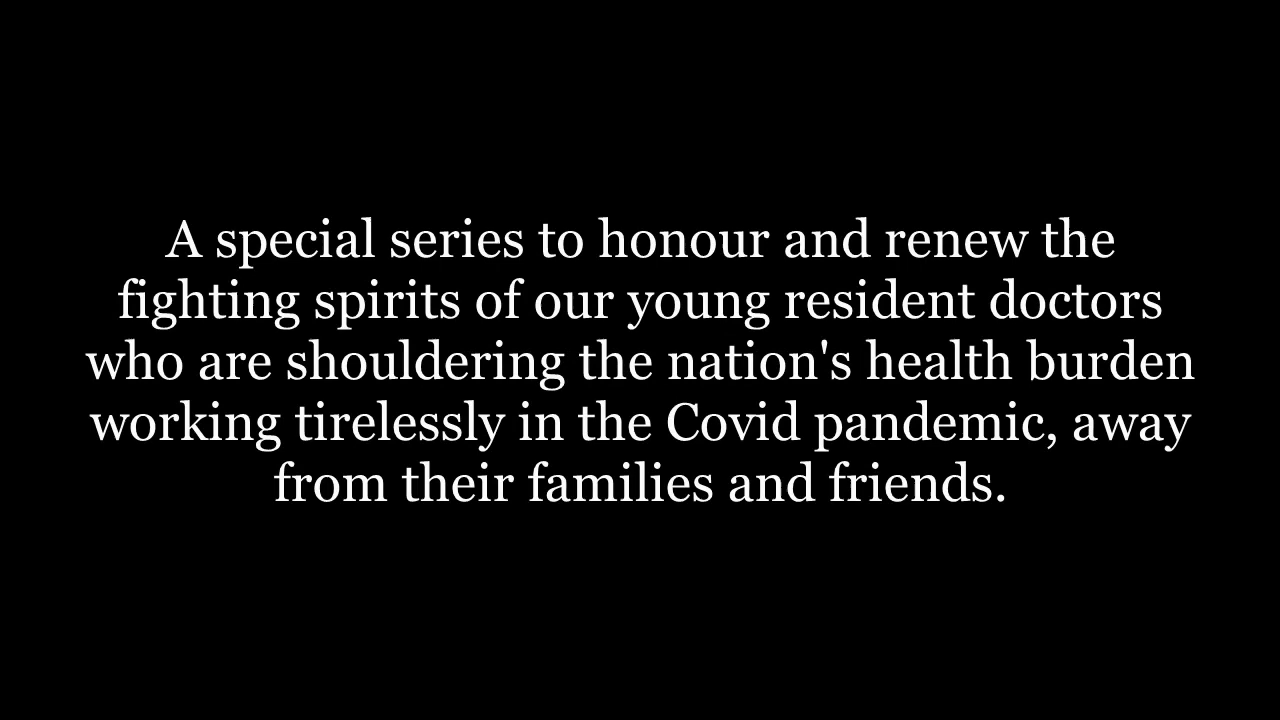 A special series to honour and renew the
fighting spirits of our young resident doctors
who are shouldering the nation's health burden
working tirelessly in the Covid pandemic, away
from their families and friends.